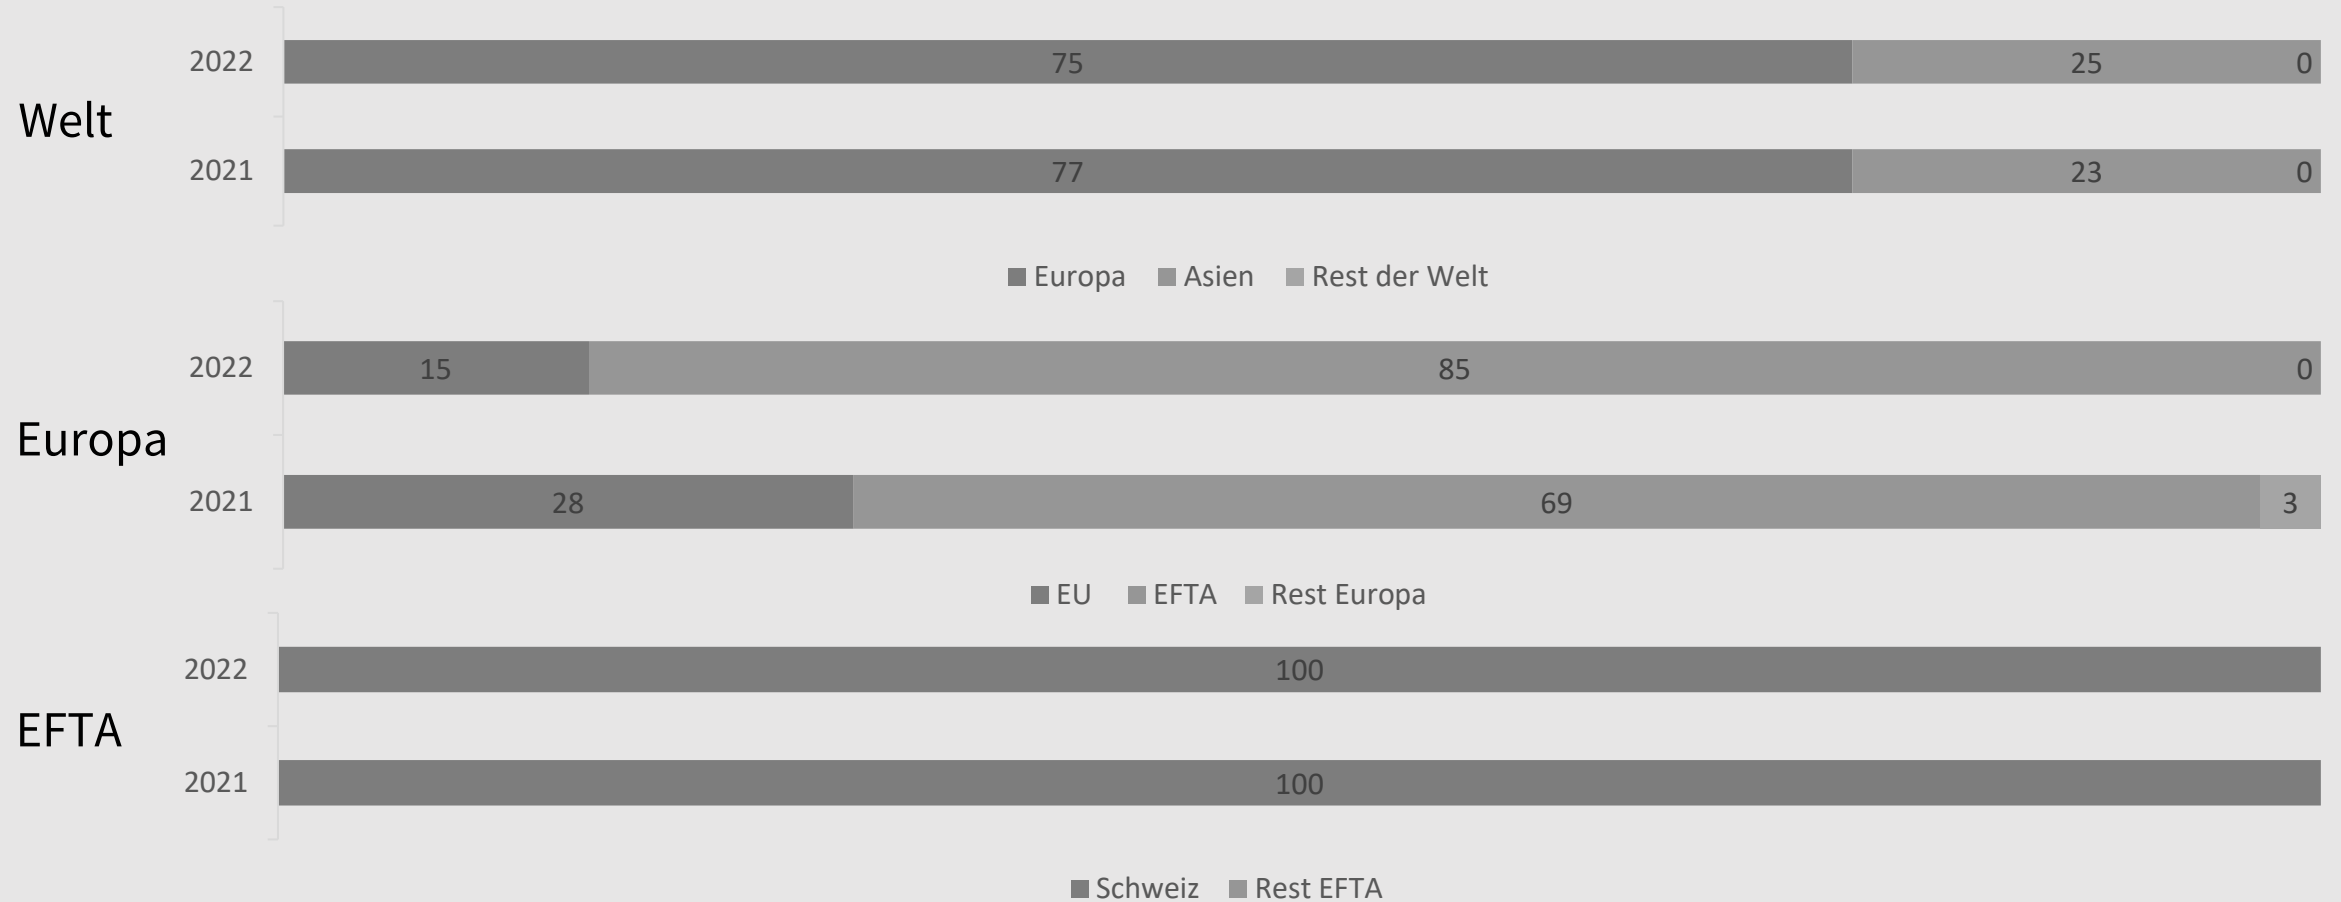 Welt
2022 75 25 0
2021 77 23 0
Europa Asien Rest der Welt
Europa
2022 15 85 0
2021 28 69 3
EU EFTA Rest Europa
EFTA
2022 100
2021 100
Schweiz Rest EFTA